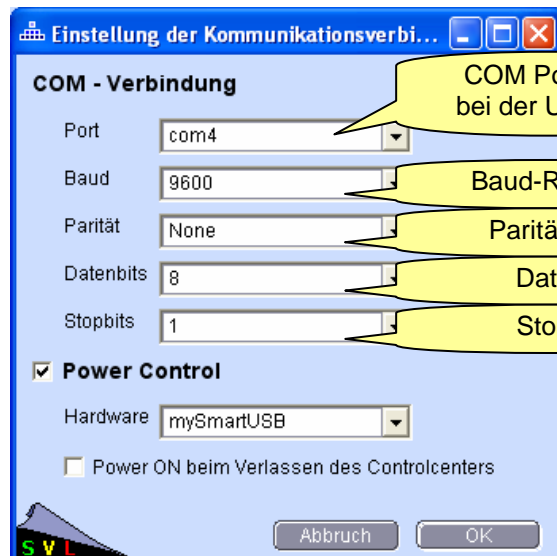 Einstellung der Kommunikationsverbi...
COM - Verbindung
COM Po
bei der U
Port com4
Baud 9600
Baud-R
Parität None
Paritä
Datenbits 8
Dat
Stopbits 1
Sto
Power Control
Hardware mySmartUSB
Power ON beim Verlassen des Controlcenters
S V L
Abbruch OK